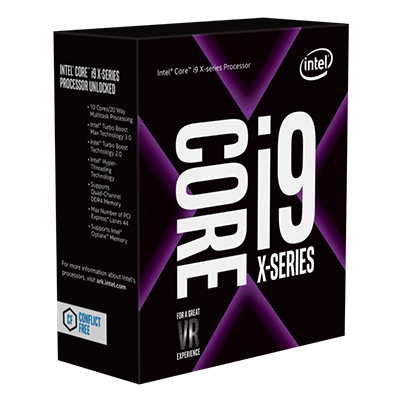 INTEL® CORE™ i9 X-SERIES
PROCESSOR UNLOCKED
• 10 Cores/20 Way
Multitask Processing
• Intel® Turbo Boost
Max Technology 3.0
• Intel® Turbo Boost
Technology 2.0
• Intel® Hyper-
Threading
Technology
• Supports
Quad-Channel
DDR4 Memory
• Max Number of PCI
Express® Lanes 44
• Supports Intel®
Optane™ Memory
For more information about Intel's
processors, visit ark.intel.com
CF
CONFLICT
FREE
Intel® Core™ i9 X-series Processor
intel
CORE i9
X-SERIES
FOR A GREAT
VR
EXPERIENCE